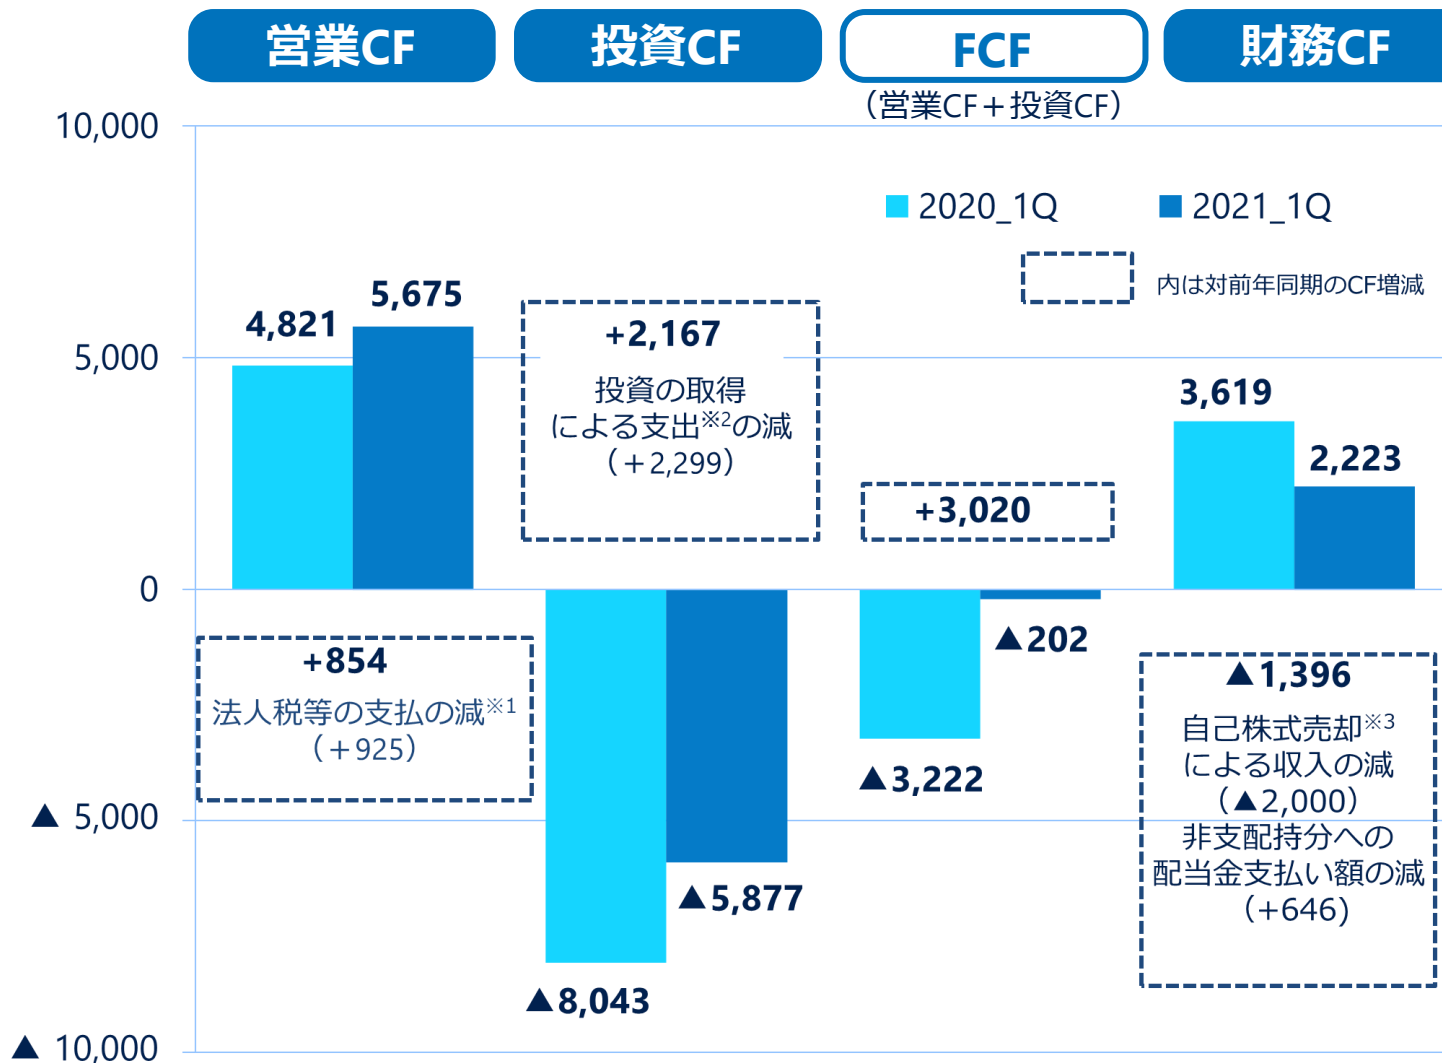 営業CF
投資CF
FCF
財務CF
（営業CF＋投資CF）
10,000
5,000
0
▲ 5,000
▲ 10,000
2020_1Q
2021_1Q
内は対前年同期のCF増減
4,821
5,675
+854
法人税等の支払の減※1
（＋925）
+2,167
投資の取得
による支出※2の減
（＋2,299）
▲8,043
▲5,877
+3,020
▲3,222
▲202
3,619
2,223
▲1,396
自己株式売却※3
による収入の減
（▲2,000）
非支配持分への
配当金支払い額の減
（+646)